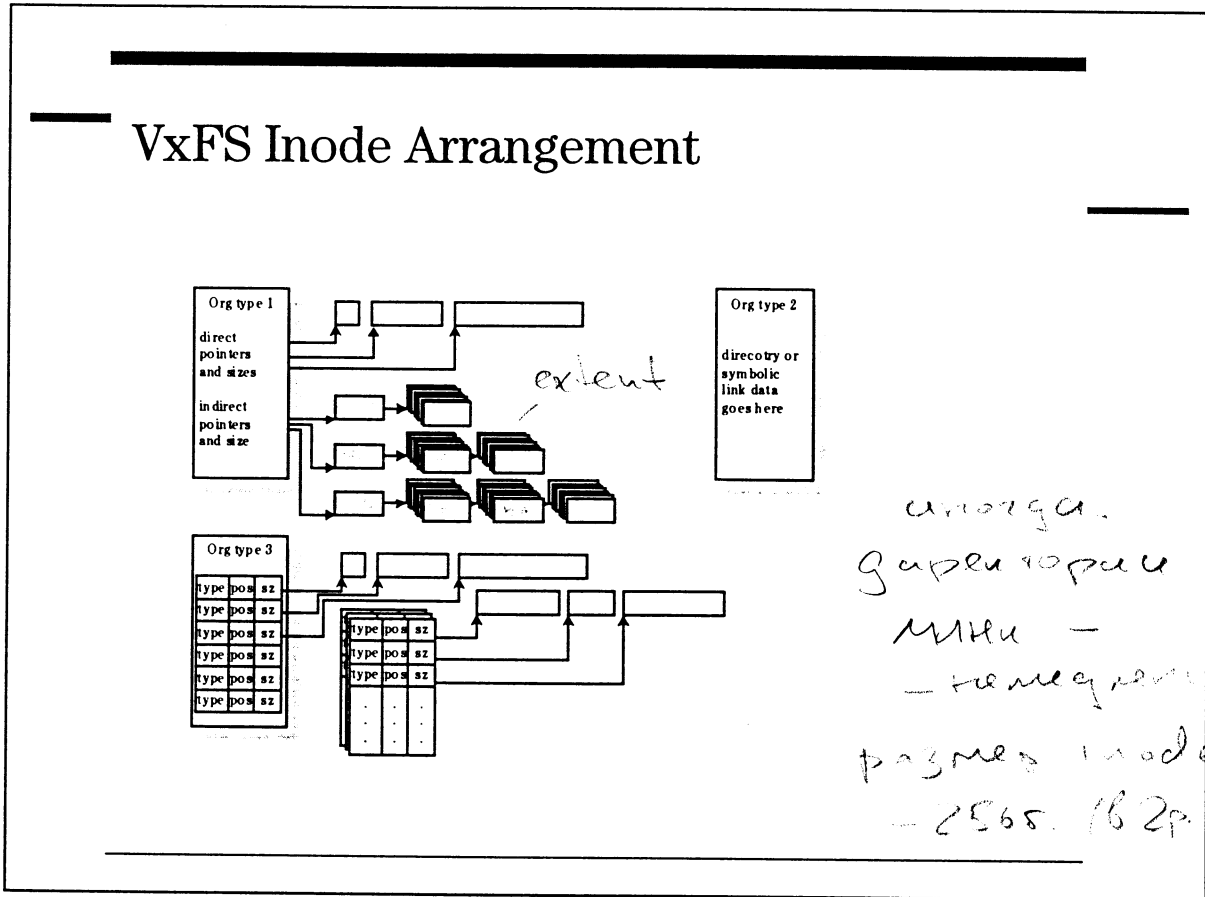 VxFS Inode Arrangement
Org type 1
direct
pointers
and sizes
indirect
pointers
and size
extent
Org type 2
direcotry or
symbolic
link data
goes here
Org type 3
type pos sz
type pos sz
type pos sz
type pos sz
type pos sz
type pos sz
type pos sz
type pos sz
type pos sz
. . .
. . .
. . .
иногда.
директории
линки -
размер inode
- 256б. (в 2р.